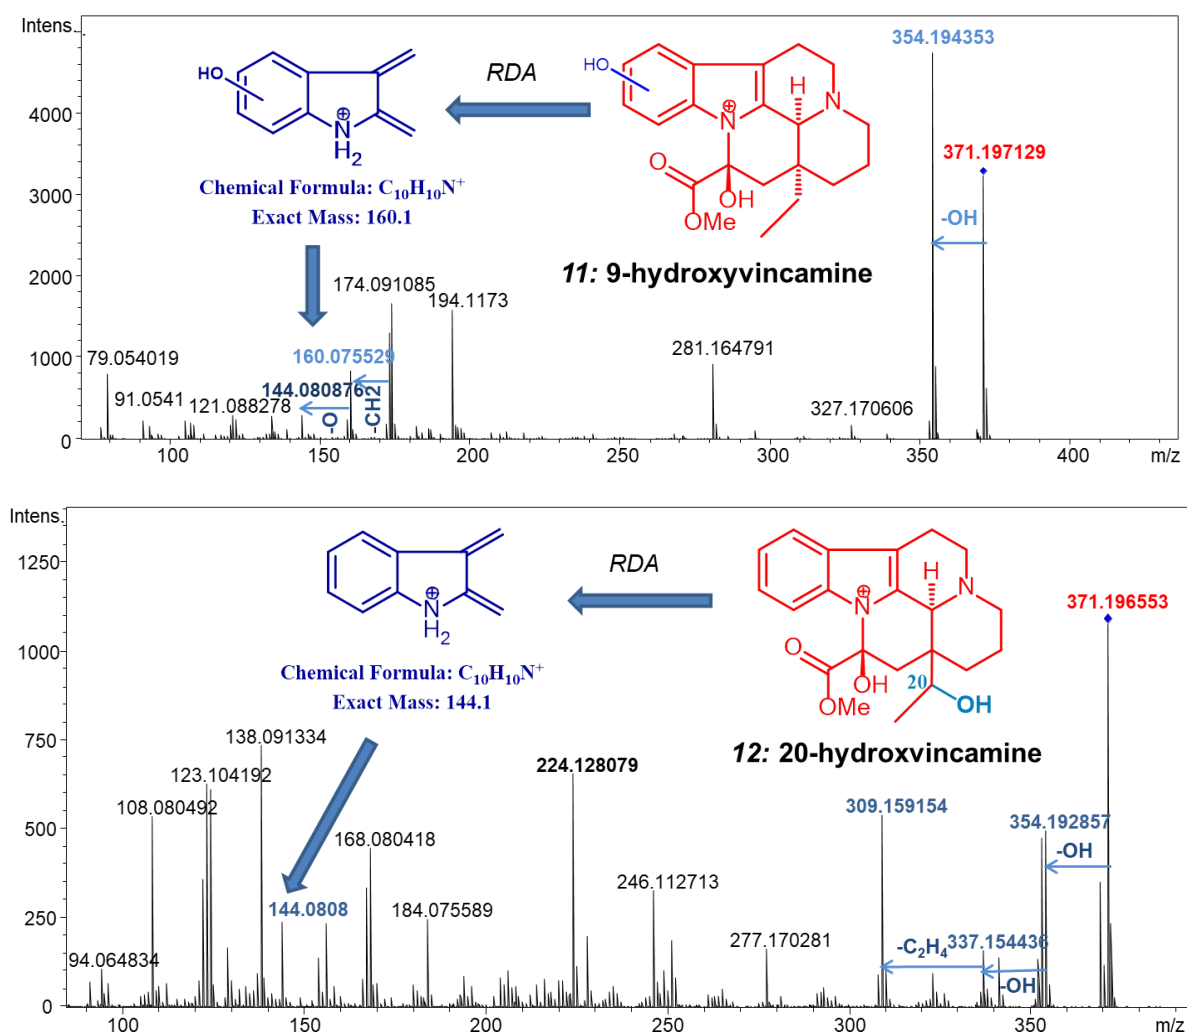 Intens.
4000
3000
2000
1000
0
HO
N
⊕
H2
Chemical Formula: C10H10N+
Exact Mass: 160.1
RDA
HO
H
N
⊕
N
O
OH
OMe
11: 9-hydroxyvincamine
354.194353
371.197129
-OH
174.091085
194.1173
281.164791
327.170606
79.054019
91.0541
121.088278
160.075529
144.080876
-O
-CH2
100
150
200
250
300
350
400
m/z
Intens.
1250
1000
750
500
250
0
⊕
N
H2
Chemical Formula: C10H10N+
Exact Mass: 144.1
RDA
H
N
⊕
N
O
OH
OMe
20
OH
12: 20-hydroxvincamine
371.196553
354.192857
-OH
309.159154
337.154436
-C2H4
-OH
277.170281
246.112713
224.128079
184.075589
168.080418
144.0808
138.091334
123.104192
108.080492
94.064834
100
150
200
250
300
350
m/z